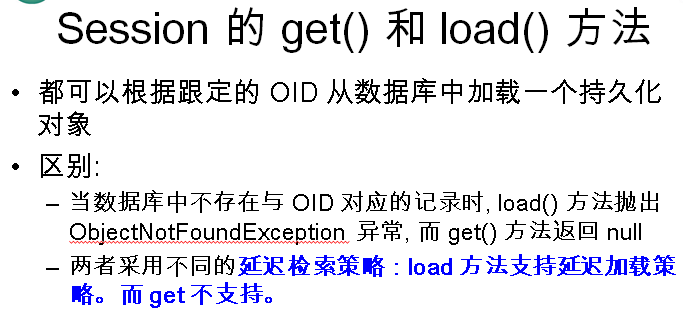 Session 的 get() 和 load() 方法
• 都可以根据跟定的 OID 从数据库中加载一个持久化
对象
• 区别:
– 当数据库中不存在与 OID 对应的记录时, load() 方法抛出
ObjectNotFoundException 异常, 而 get() 方法返回 null
– 两者采用不同的延迟检索策略 : load 方法支持延迟加载策
略。而 get 不支持。